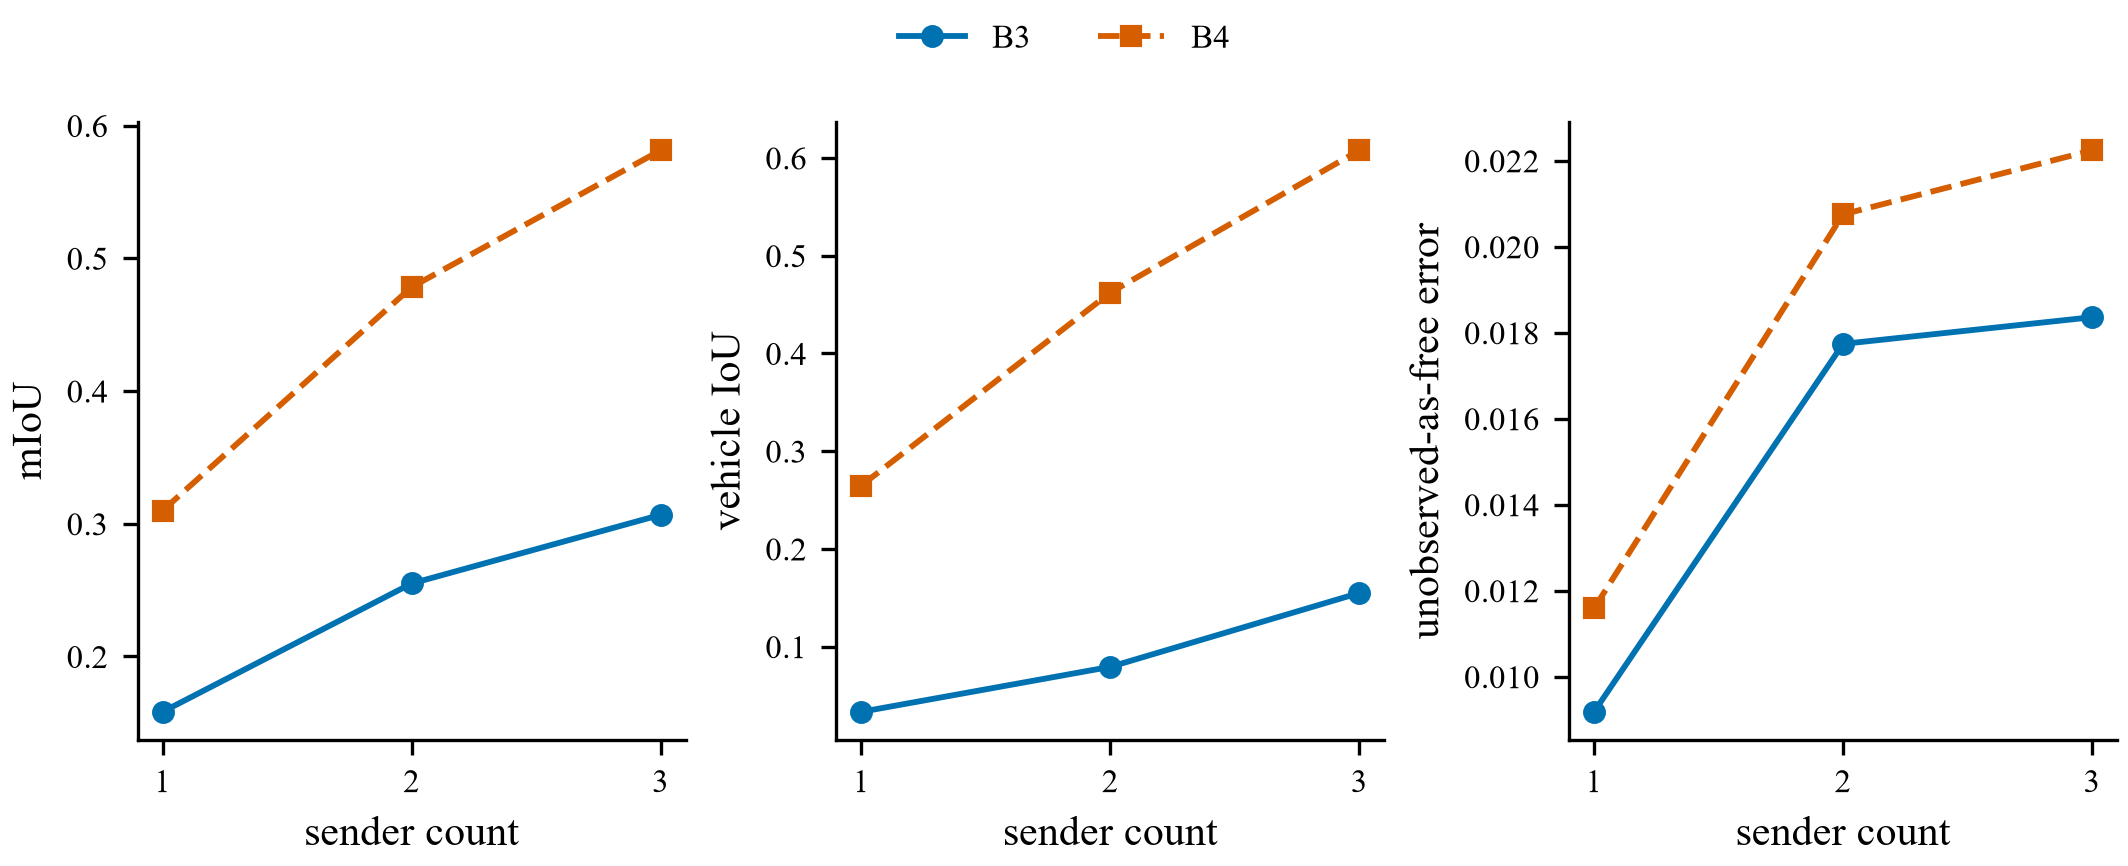 B3 B4
mIoU
0.6
0.5
0.4
0.3
0.2
1 2 3
sender count
vehicle IoU
0.6
0.5
0.4
0.3
0.2
0.1
1 2 3
sender count
unobserved-as-free error
0.022
0.020
0.018
0.016
0.014
0.012
0.010
1 2 3
sender count